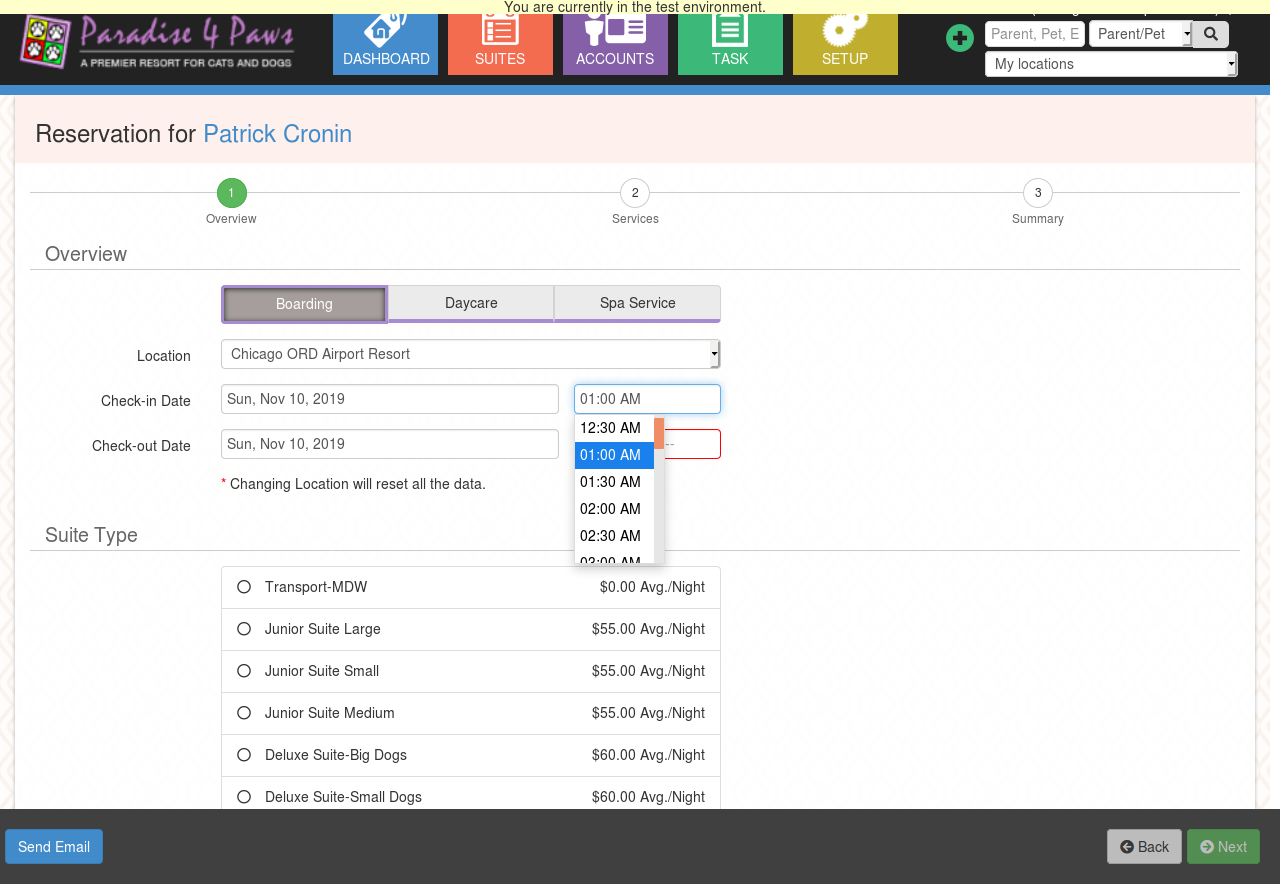 You are currently in the test environment.
Paradise 4 Paws
A PREMIER RESORT FOR CATS AND DOGS
DASHBOARD
SUITES
ACCOUNTS
TASK
SETUP
Parent, Pet, E
Parent/Pet
My locations
Reservation for Patrick Cronin
1
2
3
Overview
Services
Summary
Overview
Boarding
Daycare
Spa Service
Location
Chicago ORD Airport Resort
Check-in Date
Sun, Nov 10, 2019
01:00 AM
12:30 AM
01:00 AM
01:30 AM
02:00 AM
02:30 AM
03:00 AM
Check-out Date
Sun, Nov 10, 2019
--
* Changing Location will reset all the data.
Suite Type
Transport-MDW $0.00 Avg./Night
Junior Suite Large $55.00 Avg./Night
Junior Suite Small $55.00 Avg./Night
Junior Suite Medium $55.00 Avg./Night
Deluxe Suite-Big Dogs $60.00 Avg./Night
Deluxe Suite-Small Dogs $60.00 Avg./Night
Send Email
Back
Next